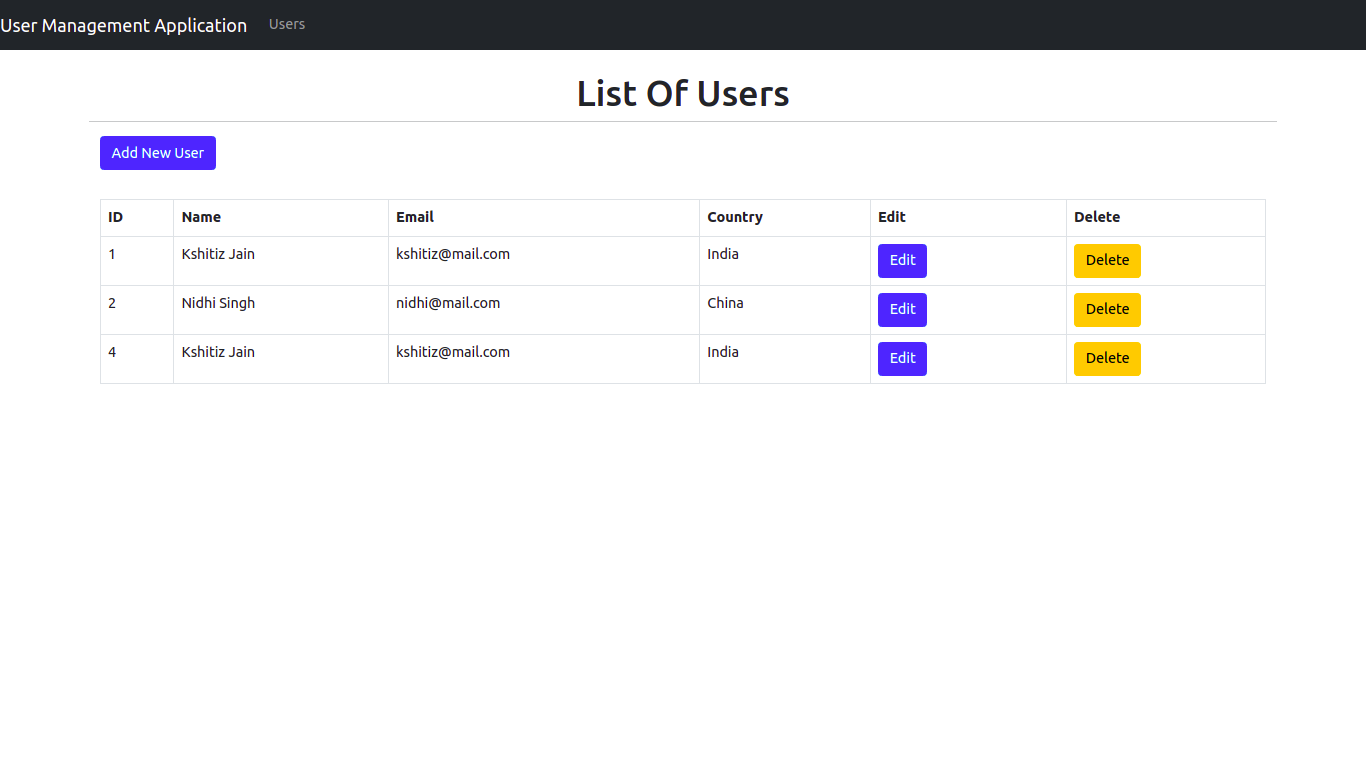 User Management Application Users
List Of Users
Add New User
ID Name Email Country Edit Delete
1 Kshitiz Jain kshitiz@mail.com India Edit Delete
2 Nidhi Singh nidhi@mail.com China Edit Delete
4 Kshitiz Jain kshitiz@mail.com India Edit Delete